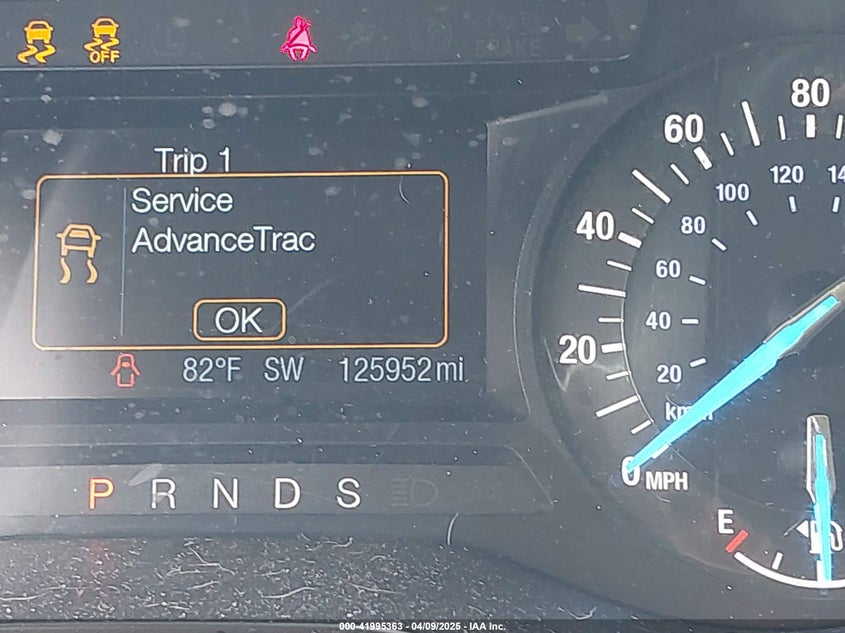 OFF
BRAKE
Trip 1
Service
AdvanceTrac
OK
82°F SW 125952mi
P R N D S
80
60
40
20
0 MPH
120
100
80
60
40
20
E
000-41995363 - 04/09/2025 - IAA Inc.